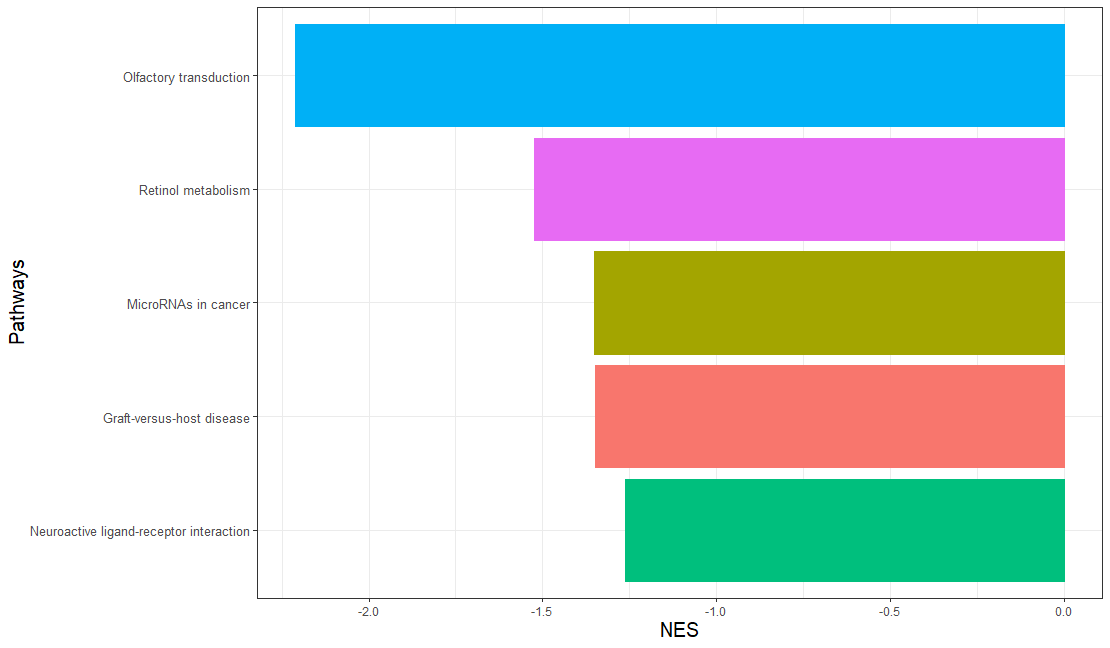 Pathways
Olfactory transduction
Retinol metabolism
MicroRNAs in cancer
Graft-versus-host disease
Neuroactive ligand-receptor interaction
-2.0 -1.5 -1.0 -0.5 0.0
NES